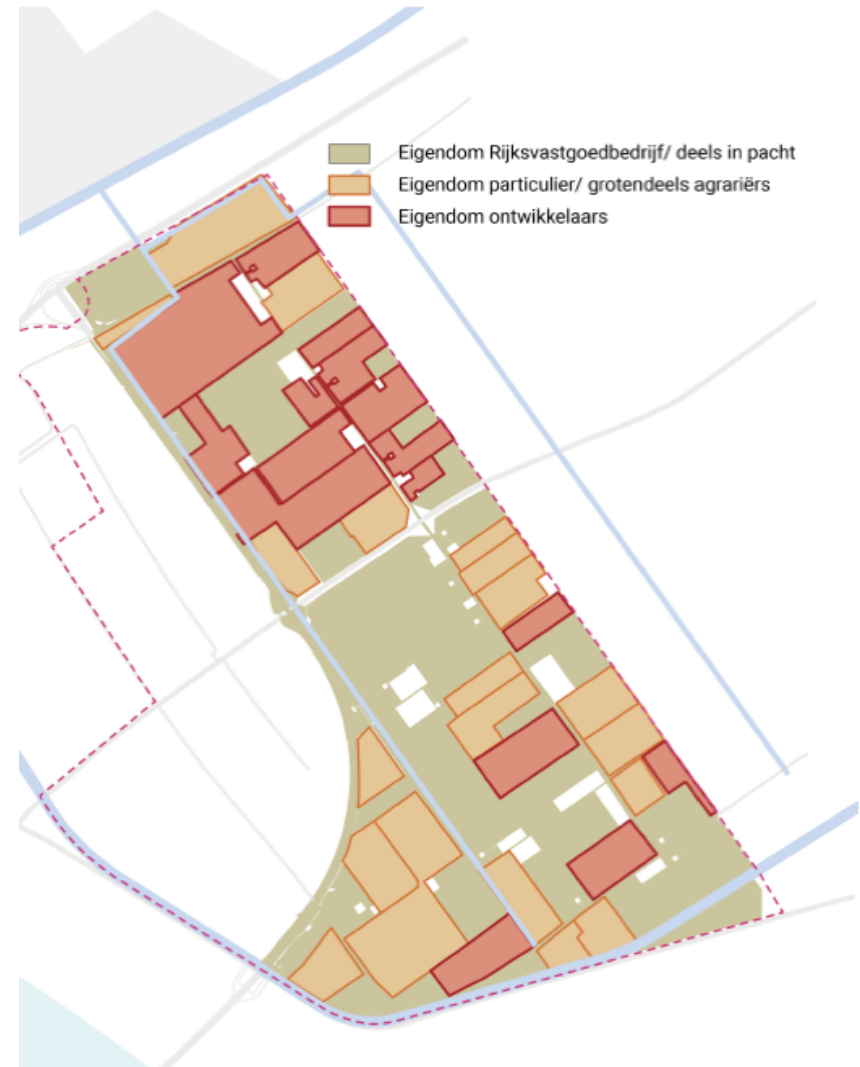 Eigendom Rijksvastgoedbedrijf/ deels in pacht
Eigendom particulier/ grotendeels agrariërs
Eigendom ontwikkelaars